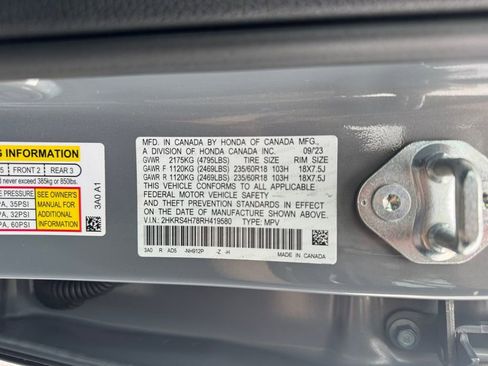 G INFORMATION
5 FRONT 2 REAR 3
never exceed 385kg or 850lbs.
E PRESSURE SEE OWNER'S
PA, 35PSI MANUAL FOR
PA, 35PSI ADDITIONAL
PA, 60PSI INFORMATION
3A0 A1
MFD. IN CANADA BY HONDA OF CANADA MFG.,
A DIVISION OF HONDA CANADA INC. 09/23
GVWR 2175KG (4795LBS) TIRE SIZE RIM SIZE
GAWR F 1120KG (2469LBS) 235/60R18 103H 18X7.5J
GAWR R 1120KG (2469LBS) 235/60R18 103H 18X7.5J
THIS VEHICLE CONFORMS TO ALL APPLICABLE
FEDERAL MOTOR VEHICLE SAFETY
AND THEFT PREVENTION STANDARDS IN EFFECT
ON THE DATE OF MANUFACTURE SHOWN ABOVE.
V.I.N.: 2HKRS4H78RH419580 TYPE: MPV
3A0 R AD5 -NH912P -Z -H
MADE IN CANADA